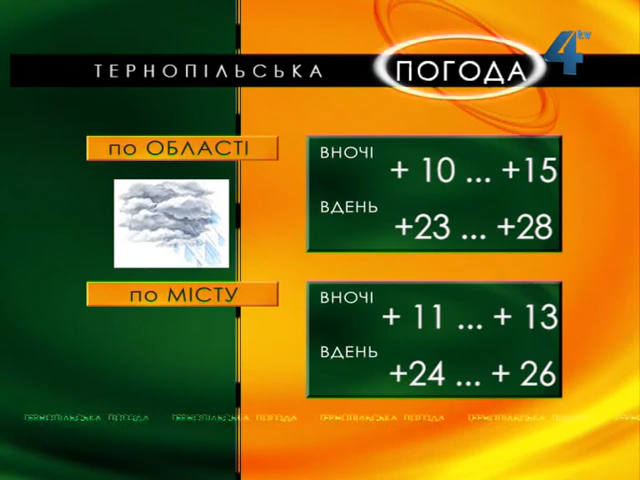 ТЕРНОПІЛЬСЬКА ПОГОДА 4 tv
по ОБЛАСТІ
ВНОЧІ
+ 10 ... +15
ВДЕНЬ
+23 ... +28
по МІСТУ
ВНОЧІ
+ 11 ... + 13
ВДЕНЬ
+24 ... + 26
ТЕРНОПІЛЬСЬКА ПОГОДА ТЕРНОПІЛЬСЬКА ПОГОДА ТЕРНОПІЛЬСЬКА ПОГОДА ТЕРНОПІЛЬСЬКА ПОГОДА